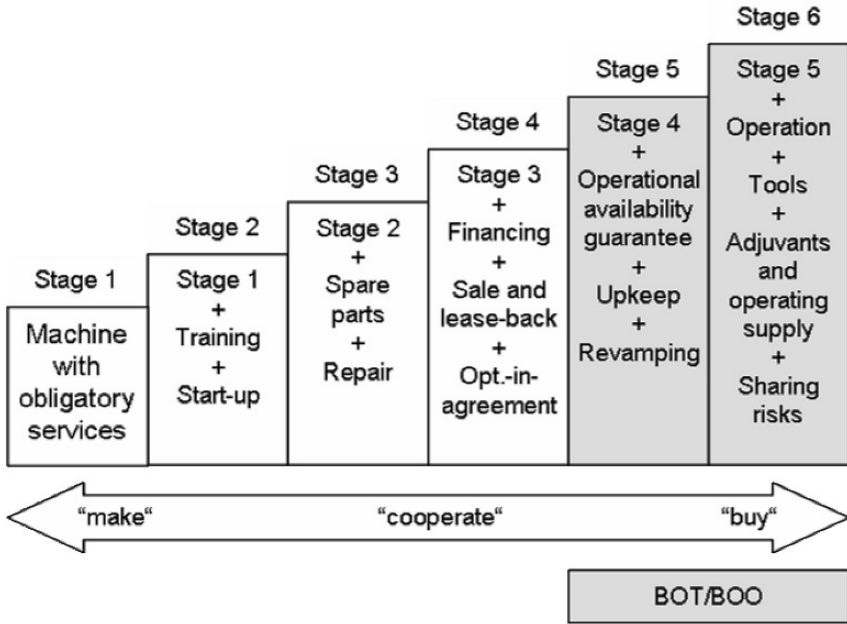 Stage 1
Machine
with
obligatory
services
Stage 2
Stage 1
+
Training
+
Start-up
Stage 3
Stage 2
+
Spare
parts
+
Repair
Stage 4
Stage 3
+
Financing
+
Sale and
lease-back
+
Opt.-in-
agreement
Stage 5
Stage 4
+
Operational
availability
guarantee
+
Upkeep
+
Revamping
Stage 6
Stage 5
+
Operation
+
Tools
+
Adjuvants
and
operating
supply
+
Sharing
risks
“make“
“cooperate“
“buy“
BOT/BOO